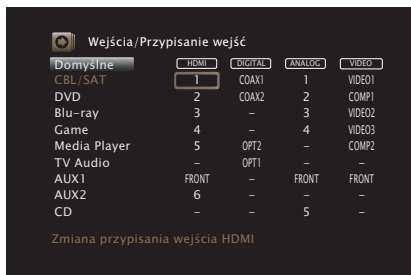 Wejścia/Przypisanie wejść
Domyślne HDMI DIGITAL ANALOG VIDEO
CBL/SAT 1 COAX1 1 VIDEO1
DVD 2 COAX2 2 COMP1
Blu-ray 3 – 3 VIDEO2
Game 4 – 4 VIDEO3
Media Player 5 OPT2 – COMP2
TV Audio – OPT1 – –
AUX1 FRONT – FRONT FRONT
AUX2 6 – – –
CD – – 5 –
Zmiana przypisania wejścia HDMI